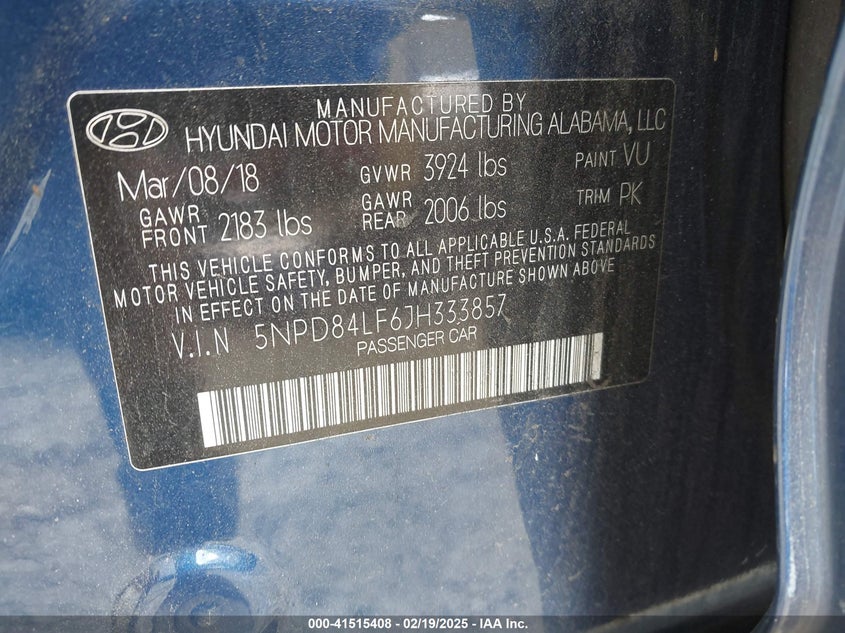 MANUFACTURED BY
HYUNDAI MOTOR MANUFACTURING ALABAMA, LLC
Mar/08/18 GVWR 3924 lbs PAINT VU
GAWR FRONT 2183 lbs GAWR REAR 2006 lbs TRIM PK
THIS VEHICLE CONFORMS TO ALL APPLICABLE U.S.A. FEDERAL
MOTOR VEHICLE SAFETY, BUMPER, AND THEFT PREVENTION STANDARDS
IN EFFECT ON THE DATE OF MANUFACTURE SHOWN ABOVE
V.I.N 5NPD84LF6JH333857
PASSENGER CAR
000-41515408 - 02/19/2025 - IAA Inc.